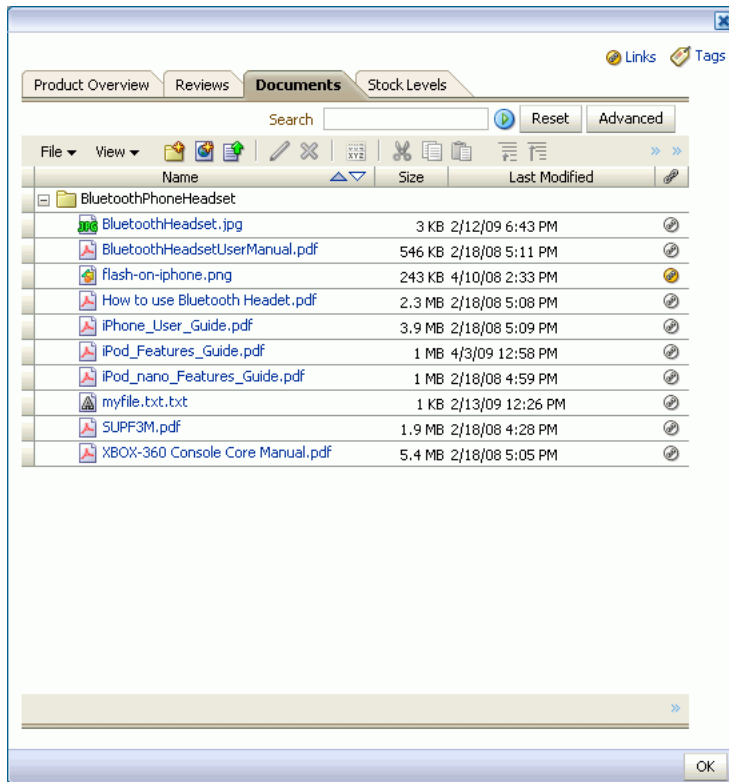 Links Tags
Product Overview Reviews Documents Stock Levels
Search Reset Advanced
File View
Name Size Last Modified
BluetoothPhoneHeadset
BluetoothHeadset.jpg 3 KB 2/12/09 6:43 PM
BluetoothHeadsetUserManual.pdf 546 KB 2/18/08 5:11 PM
flash-on-iphone.png 243 KB 4/10/08 2:33 PM
How to use Bluetooth Headet.pdf 2.3 MB 2/18/08 5:08 PM
iPhone_User_Guide.pdf 3.9 MB 2/18/08 5:09 PM
iPod_Features_Guide.pdf 1 MB 4/3/09 12:58 PM
iPod_nano_Features_Guide.pdf 1 MB 2/18/08 4:59 PM
myfile.txt.txt 1 KB 2/13/09 12:26 PM
SUPF3M.pdf 1.9 MB 2/18/08 4:28 PM
XBOX-360 Console Core Manual.pdf 5.4 MB 2/18/08 5:05 PM
OK